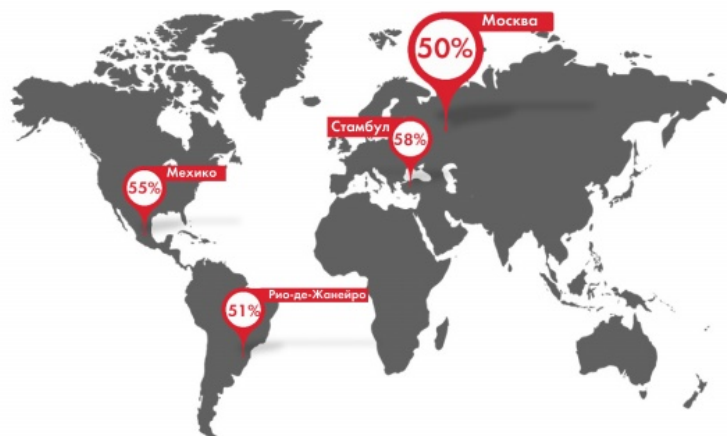 Москва
50%
Стамбул
58%
Мехико
55%
Рио-де-Жанейро
51%